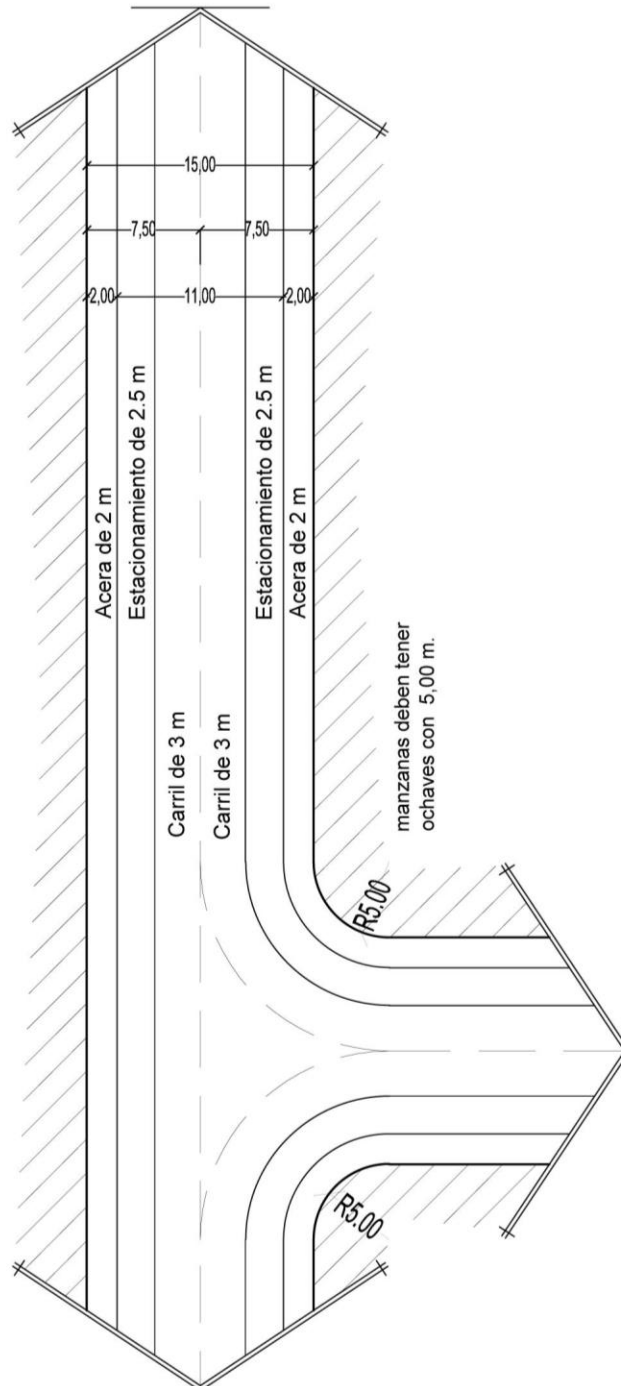 15,00
7,50
7,50
2,00
11,00
2,00
Acera de 2 m
Estacionamiento de 2.5 m
Carril de 3 m
Carril de 3 m
Estacionamiento de 2.5 m
Acera de 2 m
manzanas deben tener
ochaves con 5,00 m.
R5.00
R5.00